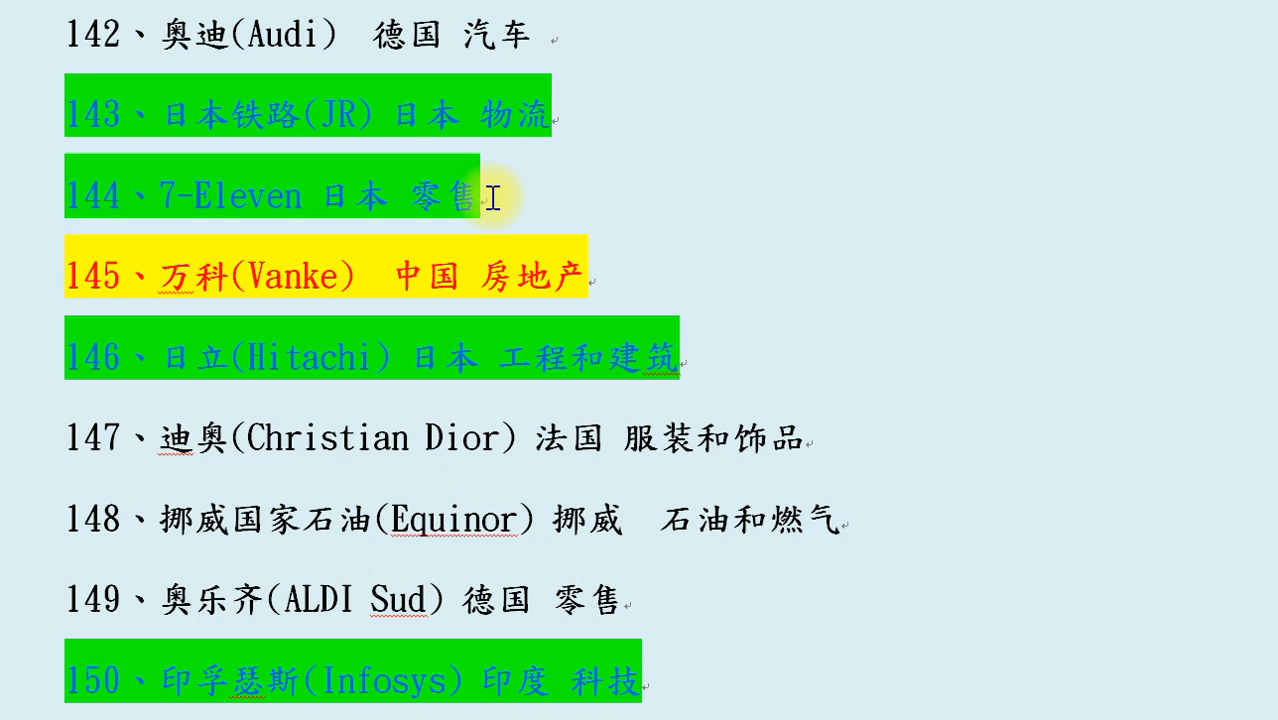 142、奥迪(Audi) 德国 汽车
143、日本铁路(JR) 日本 物流
144、7-Eleven 日本 零售
145、万科(Vanke) 中国 房地产
146、日立(Hitachi) 日本 工程和建筑
147、迪奥(Christian Dior) 法国 服装和饰品
148、挪威国家石油(Equinor) 挪威 石油和燃气
149、奥乐齐(ALDI Sud) 德国 零售
150、印孚瑟斯(Infosys) 印度 科技